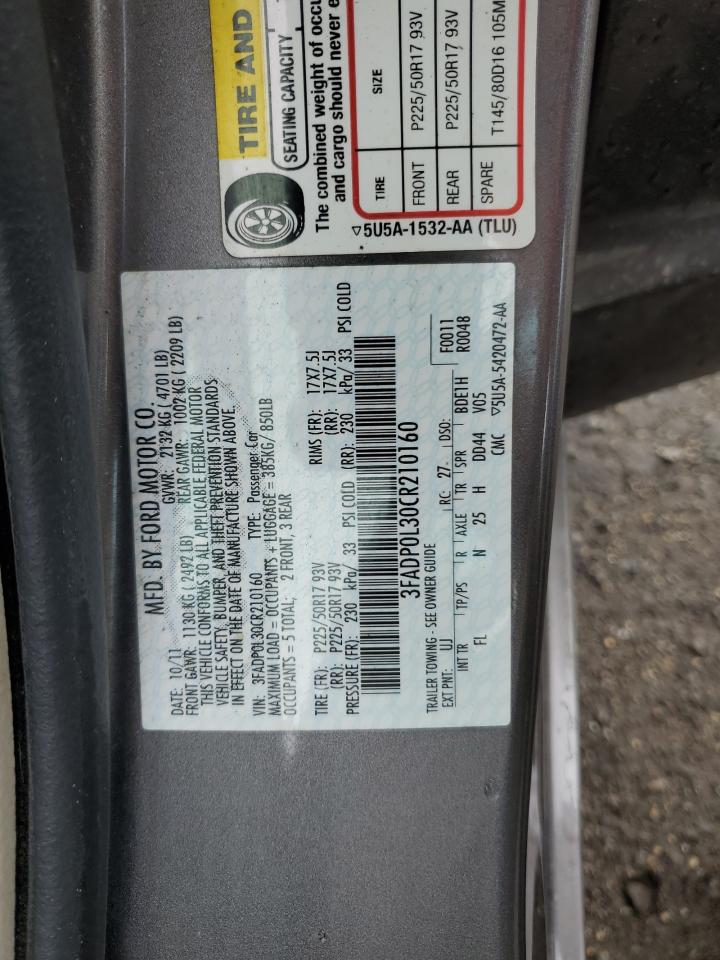 TIRE AND
SEATING CAPACITY
The combined weight of occu
and cargo should never e
TIRE SIZE
FRONT P225/50R17 93V
REAR P225/50R17 93V
SPARE T145/80D16 105M
▽5U5A-1532-AA (TLU)
MFD. BY FORD MOTOR CO.
DATE: 10/11 GVWR: 2132 KG ( 4701 LB)
FRONT GAWR: 1130 KG ( 2492 LB) REAR GAWR: 1002 KG ( 2209 LB)
THIS VEHICLE CONFORMS TO ALL APPLICABLE FEDERAL MOTOR
VEHICLE SAFETY, BUMPER, AND THEFT PREVENTION STANDARDS
IN EFFECT ON THE DATE OF MANUFACTURE SHOWN ABOVE.
VIN: 3FADP0L30CR210160 TYPE: Passenger Car
MAXIMUM LOAD = OCCUPANTS + LUGGAGE = 385KG/ 850LB
OCCUPANTS = 5 TOTAL; 2 FRONT, 3 REAR
TIRE (FR): P225/50R17 93V RIMS (FR): 17X7.5J
(RR): P225/50R17 93V (RR): 17X7.5J
PRESSURE (FR): 230 kPa/ 33 PSI COLD (RR): 230 kPa/ 33 PSI COLD
3FADP0L30CR210160
TRAILER TOWING - SEE OWNER GUIDE F0011
EXT PNT: UJ RC: 27 DSO: R0048
INT TR TP/PS R AXLE TR SPR BDE1H
FL N 25 H DD44 V05
CMC ▽5U5A-5420472-AA